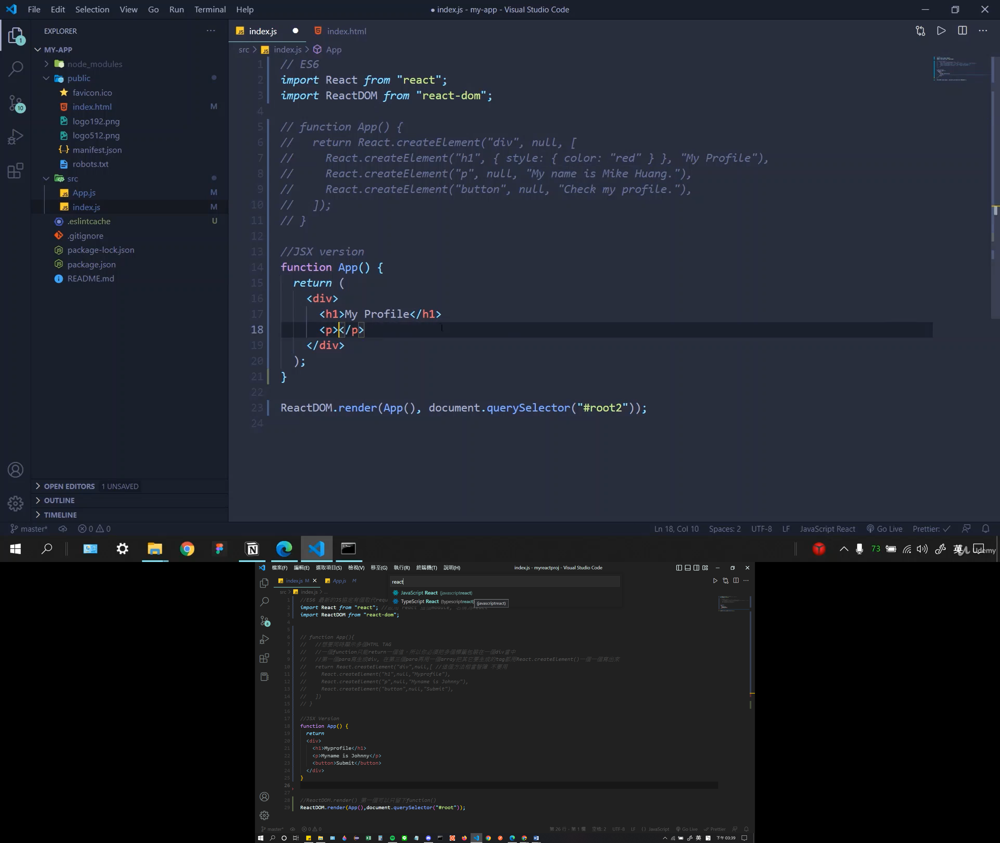 File Edit Selection View Go Run Terminal Help
● index.js - my-app - Visual Studio Code
EXPLORER
MY-APP
node_modules
public
favicon.ico
index.html M
logo192.png
logo512.png
manifest.json
robots.txt
src
App.js M
index.js M
.eslintcache U
.gitignore
package-lock.json
package.json
README.md
OPEN EDITORS 1 UNSAVED
OUTLINE
TIMELINE
1
10
index.js index.html
src > index.js > App
1 // ES6
2 import React from "react";
3 import ReactDOM from "react-dom";
4
5 // function App() {
6 //   return React.createElement("div", null, [
7 //     React.createElement("h1", { style: { color: "red" } }, "My Profile"),
8 //     React.createElement("p", null, "My name is Mike Huang."),
9 //     React.createElement("button", null, "Check my profile."),
10 //   ]);
11 // }
12
13 //JSX version
14 function App() {
15   return (
16     <div>
17       <h1>My Profile</h1>
18       <p></p>
19     </div>
20   );
21 }
22
23 ReactDOM.render(App(), document.querySelector("#root2"));
24
master* 0 0 Ln 18, Col 10 Spaces: 2 UTF-8 LF JavaScript React Go Live Prettier: ✓
73 英 Udemy
檔案(F) 編輯(E) 選取項目(S) 檢視(V) 移至(G) 執行(R) 終端機(T) 說明(H)
index.js - myreactproj - Visual Studio Code
index.js M App.js M
react
JavaScript React (javascriptreact)
TypeScript React (typescriptreact)
(javascriptreact)
8
src > index.js > ...
1 //ES6 最新的JS協定有個取代requ
2 import React from "react";
3 import ReactDOM from "react-dom";
4
5
6 // function App(){
7 //   //想要同時顯示多個HTML TAG
8 //   //一個function只能return一個值，所以你必須把多個標籤包裝在一個div當中
9 //   //第一個para寫生成div, 在第三個para再用一個array把其它要生成的tag都用React.createElement()一個一個寫出來
10 //   return React.createElement("div",null,[ //這個方法相當智障 不要用
11 //     React.createElement("h1",null,"Myprofile"),
12 //     React.createElement("p",null,"Myname is Johnny"),
13 //     React.createElement("button",null,"Submit"),
14 //   ])
15 // }
16
17 //JSX Version
18 function App() {
19   return
20   <div>
21     <h1>Myprofile</h1>
22     <p>Myname is Johnny</p>
23     <button>Submit</button>
24   </div>
25 }
26
27
28 //ReactDOM.render() 第一個可以只留下function()
29 ReactDOM.render(App(),document.querySelector("#root"));
master* 0 0 第 26 行，第 1 欄 空格: 2 UTF-8 LF {} JavaScript Go Live Prettier
英 下午 03:39